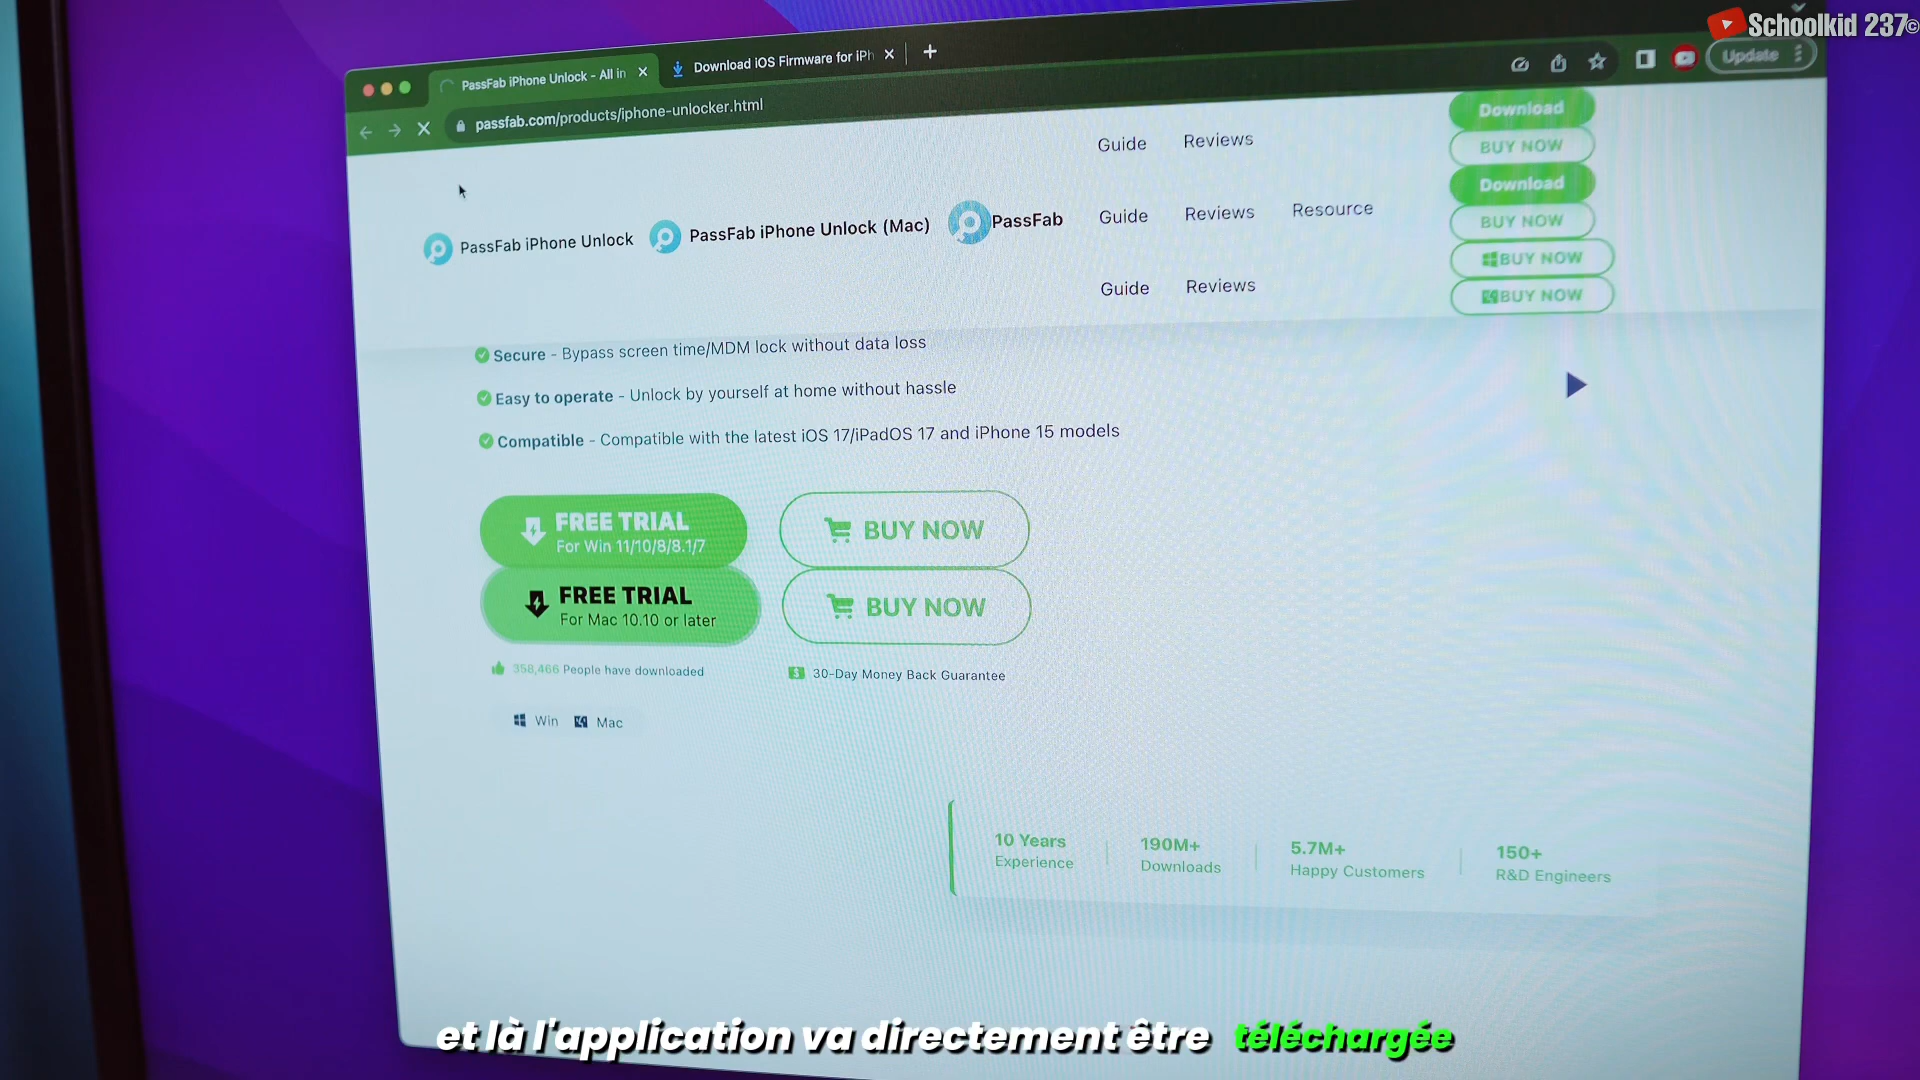 Schoolkid 237©
PassFab iPhone Unlock - All in
Download iOS Firmware for iPh
Update
passfab.com/products/iphone-unlocker.html
Guide
Reviews
Download
BUY NOW
Download
PassFab iPhone Unlock
PassFab iPhone Unlock (Mac)
PassFab
Guide
Reviews
Resource
BUY NOW
BUY NOW
Guide
Reviews
BUY NOW
Secure - Bypass screen time/MDM lock without data loss
Easy to operate - Unlock by yourself at home without hassle
Compatible - Compatible with the latest iOS 17/iPadOS 17 and iPhone 15 models
FREE TRIAL
For Win 11/10/8/8.1/7
BUY NOW
FREE TRIAL
For Mac 10.10 or later
BUY NOW
358,466 People have downloaded
30-Day Money Back Guarantee
Win
Mac
10 Years
Experience
190M+
Downloads
5.7M+
Happy Customers
150+
R&D Engineers
et là l'application va directement être téléchargée